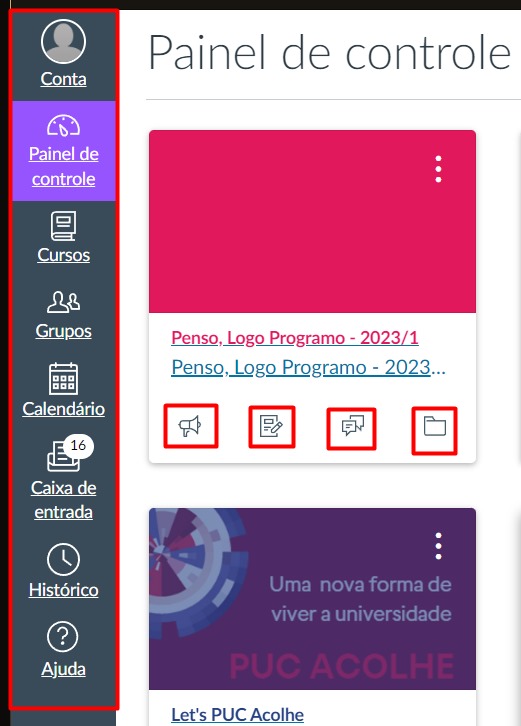 Conta
Painel de
controle
Cursos
Grupos
Calendário
16
Caixa de
entrada
Histórico
Ajuda
Painel de controle
Penso, Logo Programo - 2023/1
Penso, Logo Programo - 2023...
Uma nova forma de
viver a universidade
PUC ACOLHE
Let's PUC Acolhe